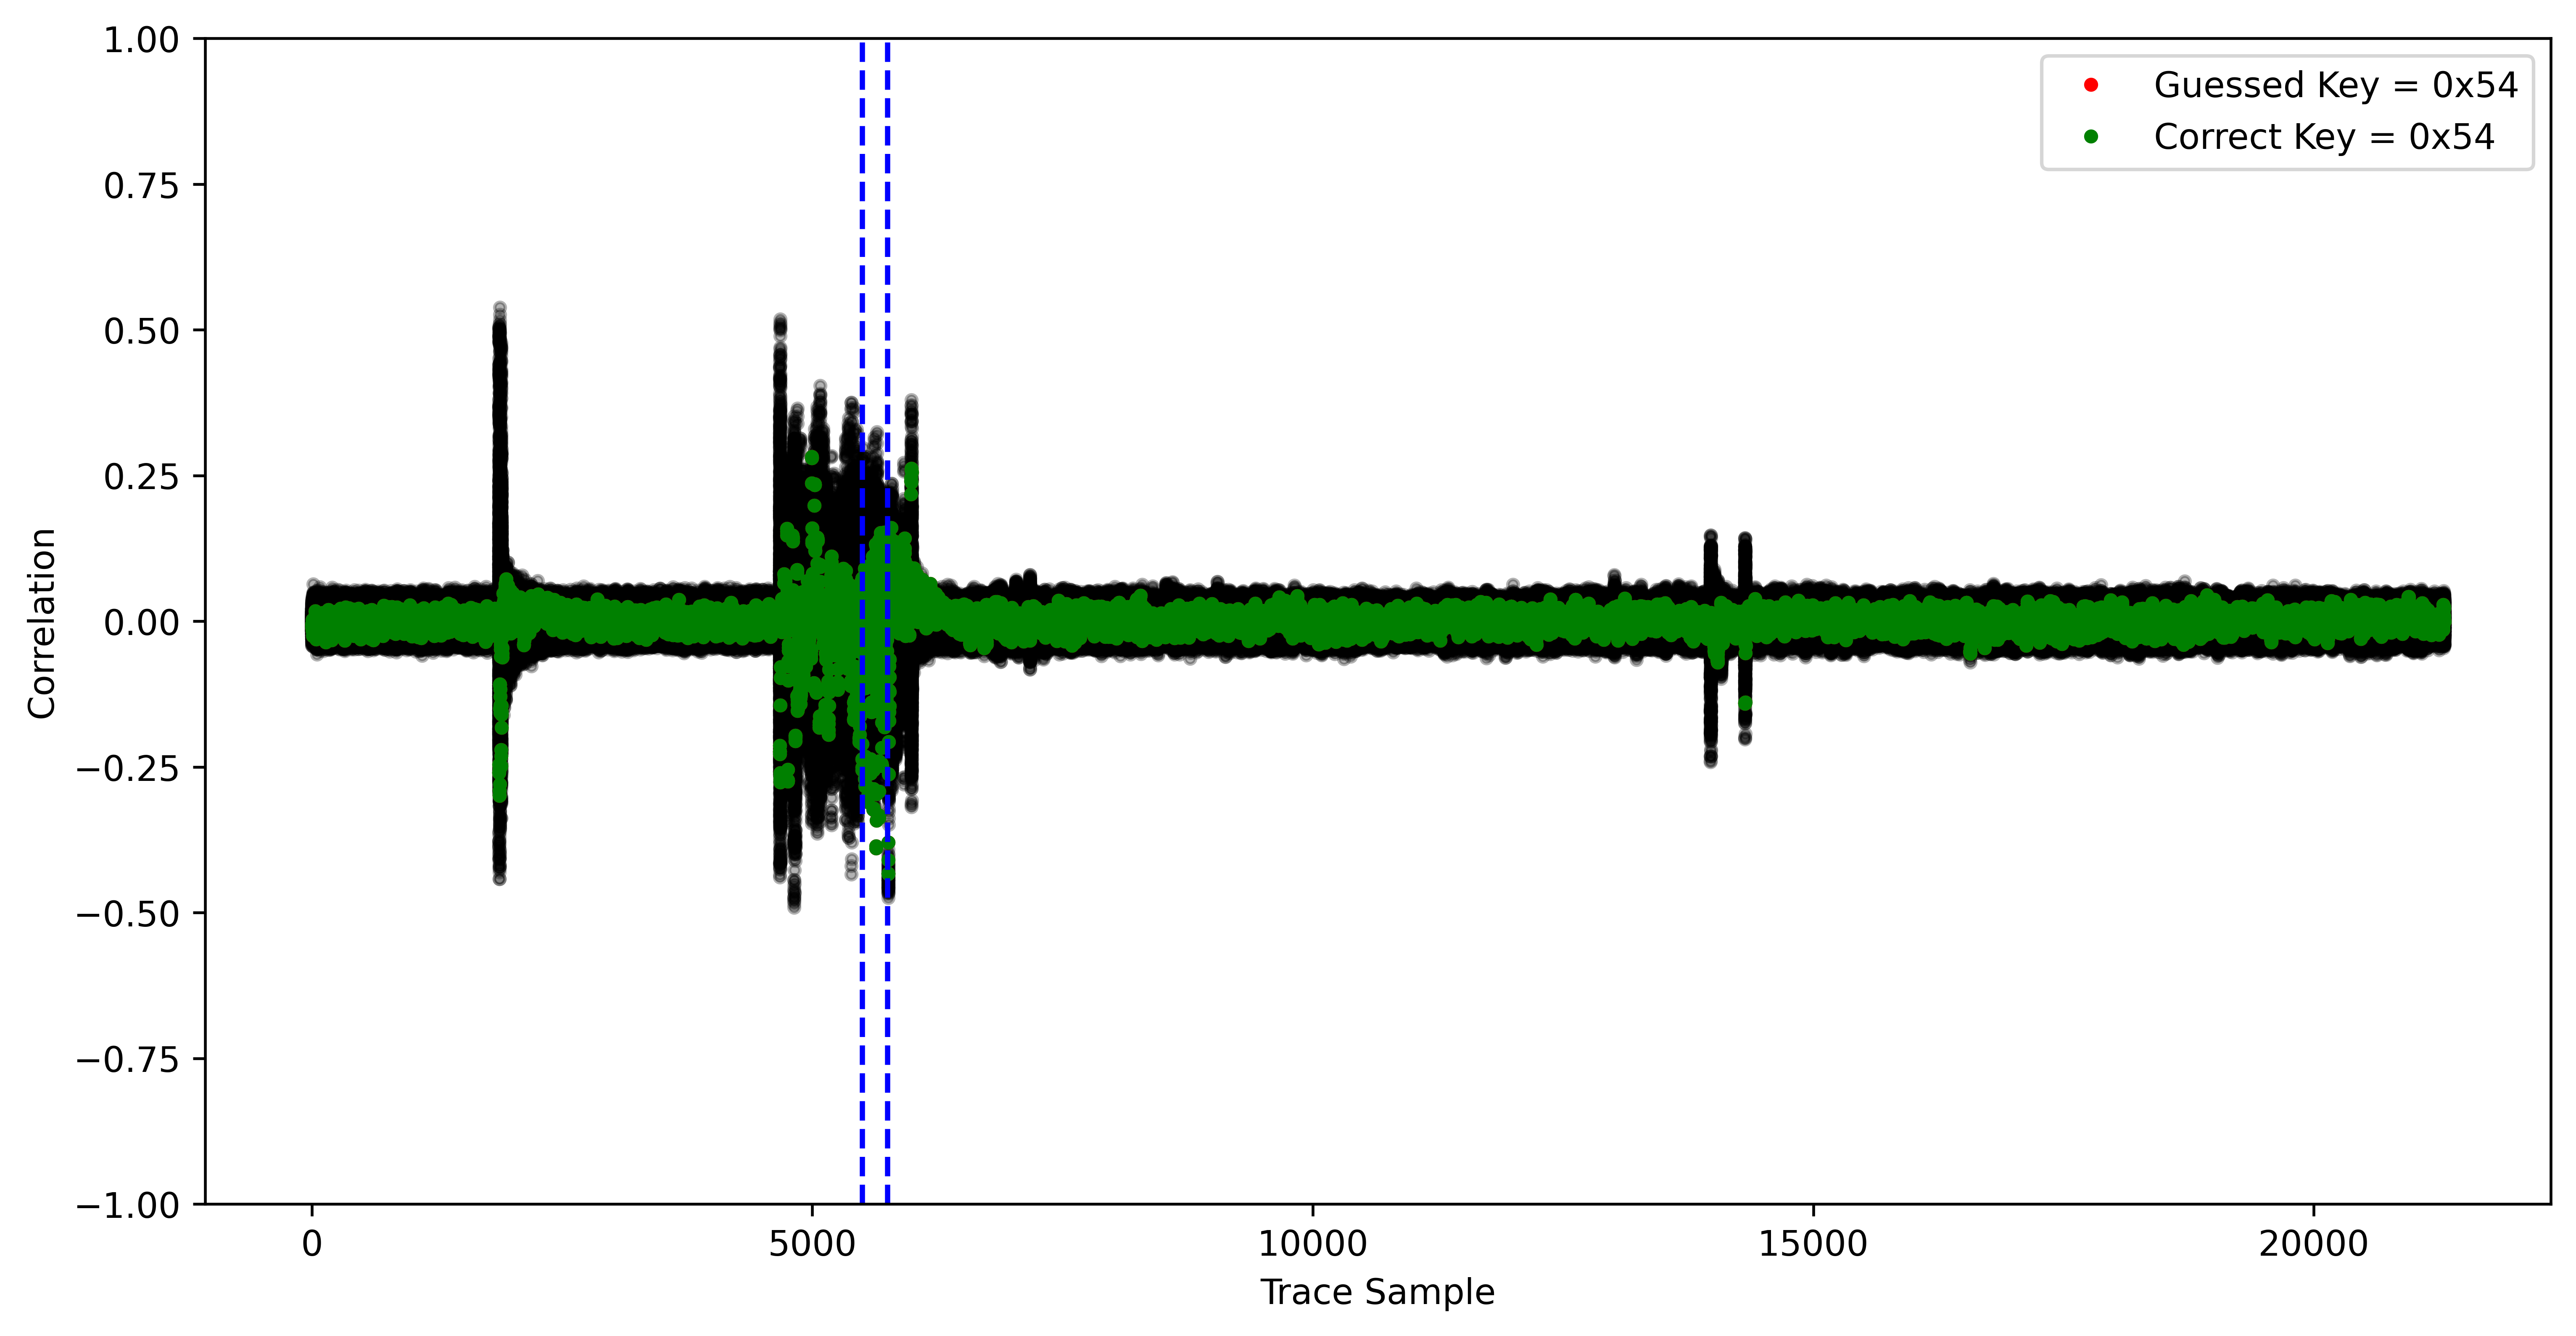 1.00
0.75
0.50
0.25
0.00
−0.25
−0.50
−0.75
−1.00
Correlation
Guessed Key = 0x54
Correct Key = 0x54
0 5000 10000 15000 20000
Trace Sample